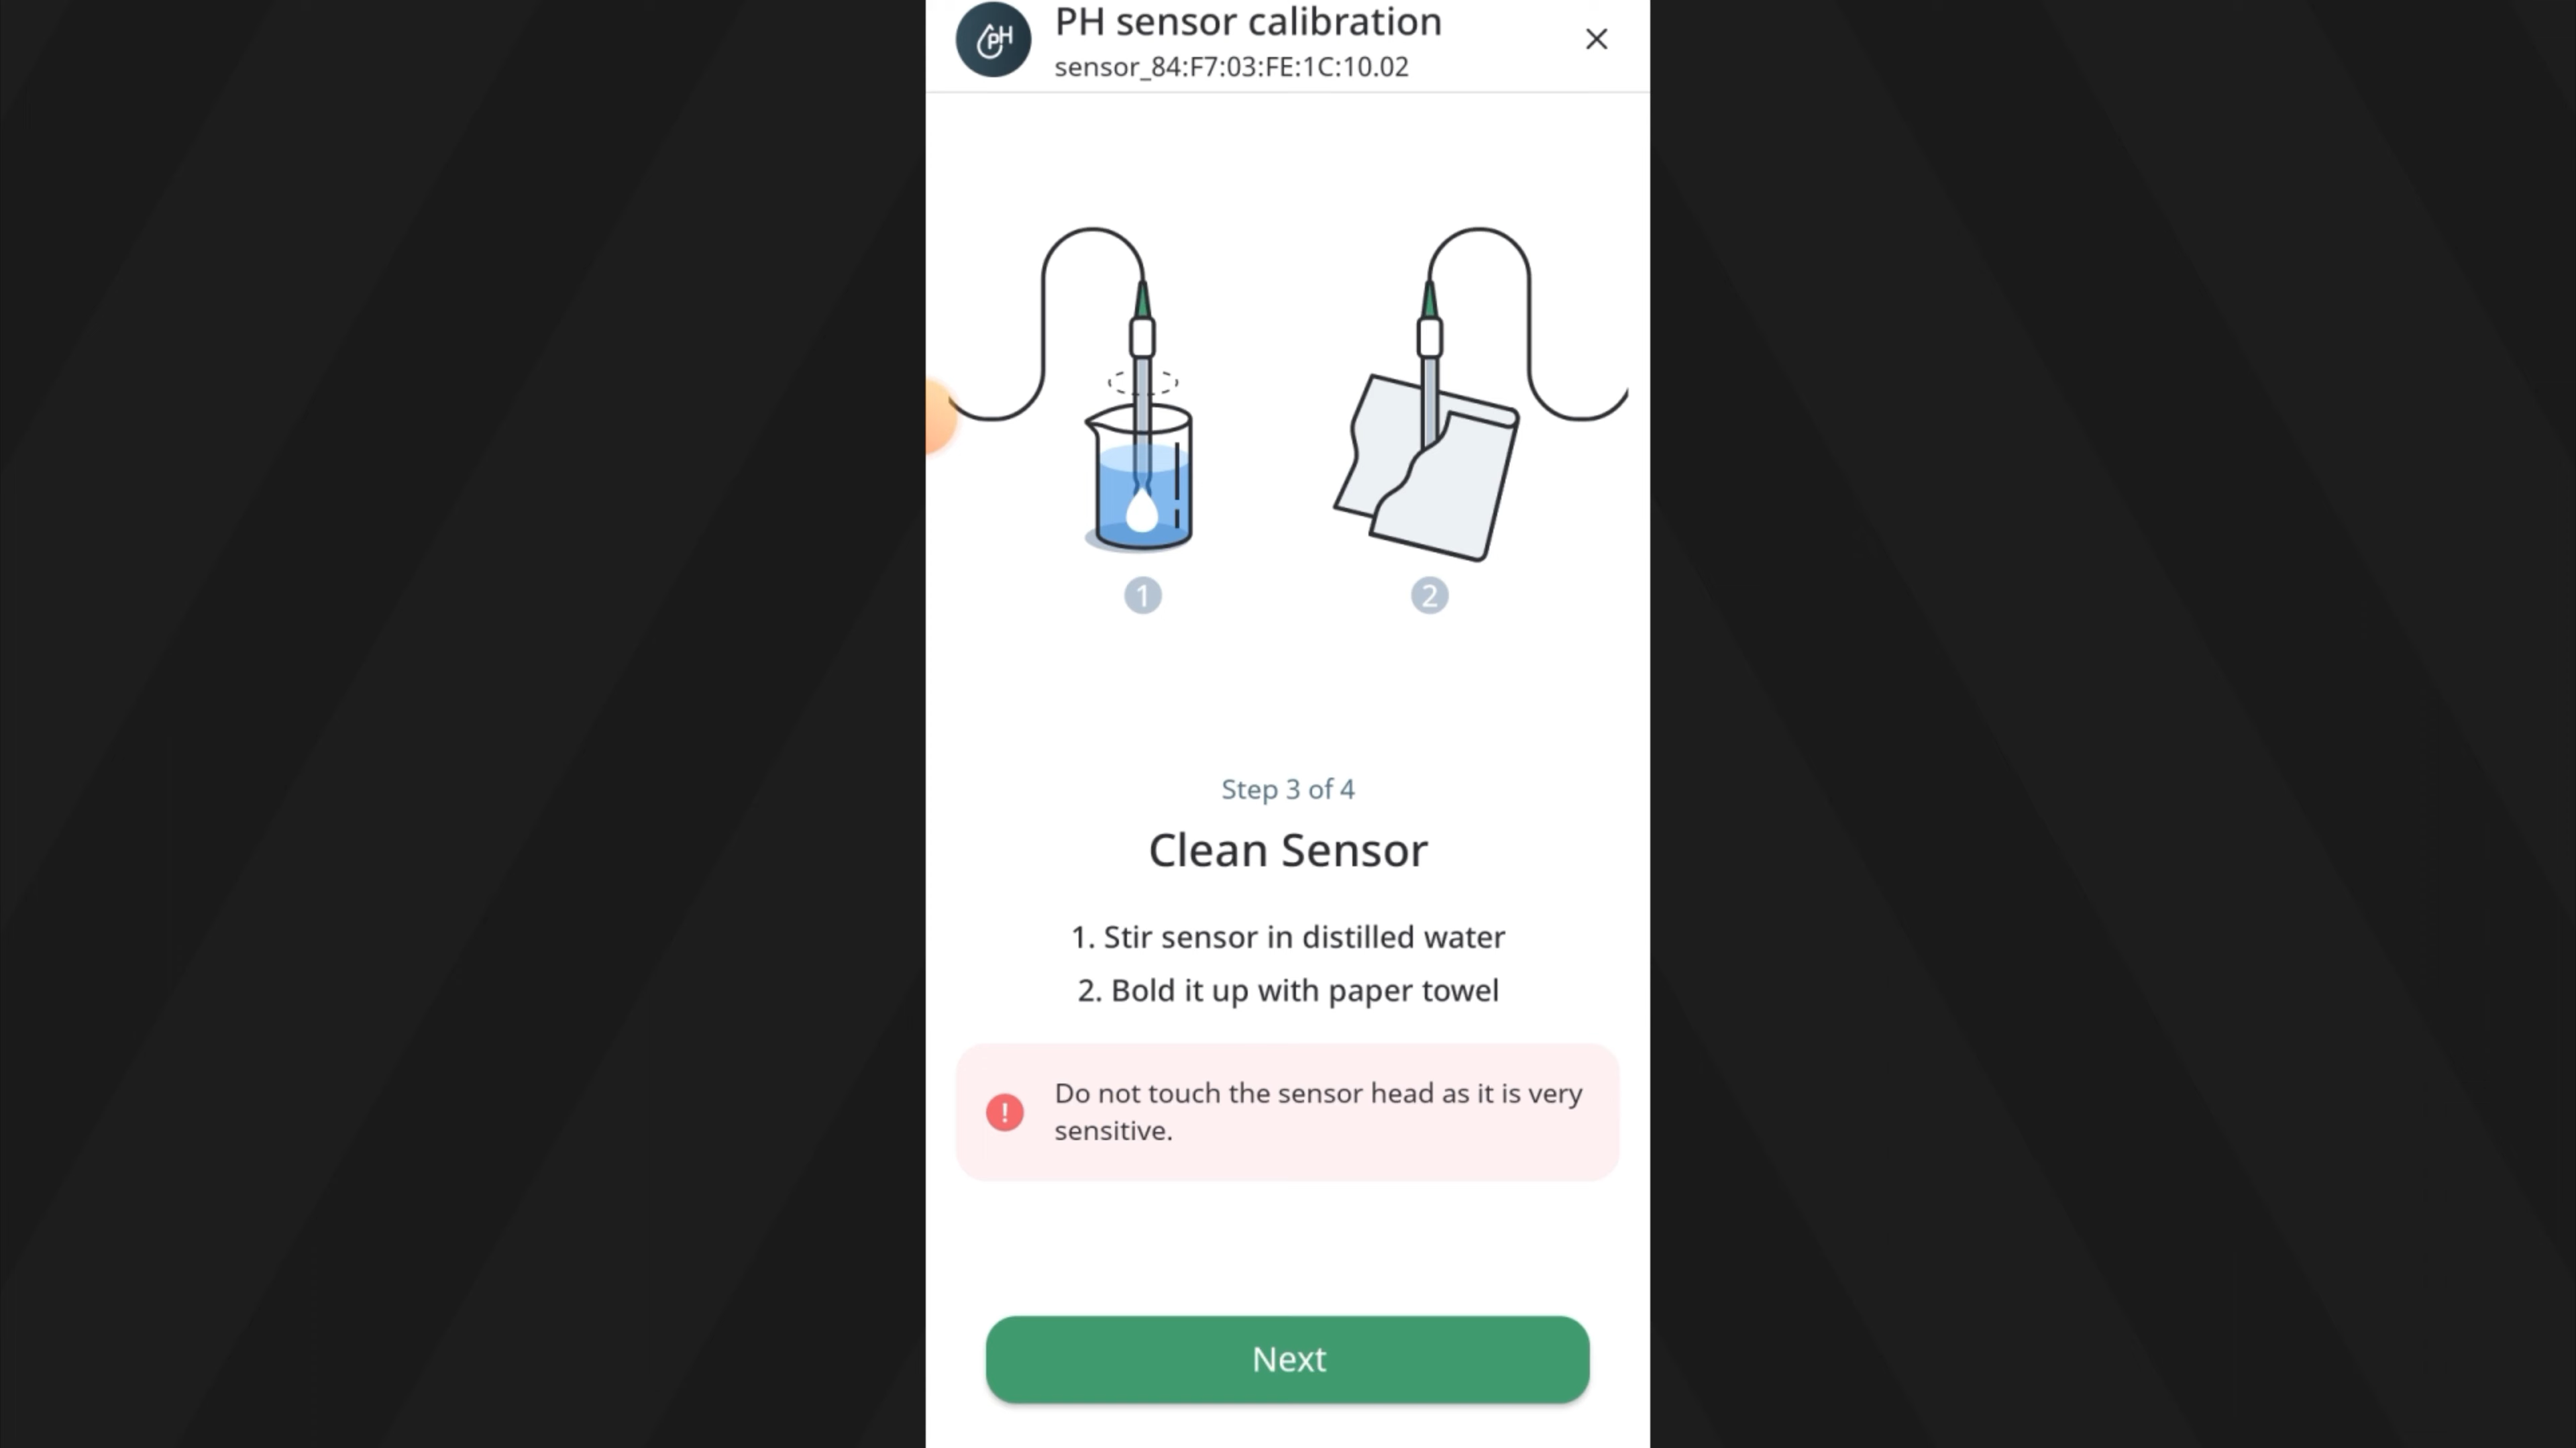 pH
PH sensor calibration
sensor_84:F7:03:FE:1C:10.02
1
2
Step 3 of 4
Clean Sensor
1. Stir sensor in distilled water
2. Bold it up with paper towel
!
Do not touch the sensor head as it is very
sensitive.
Next